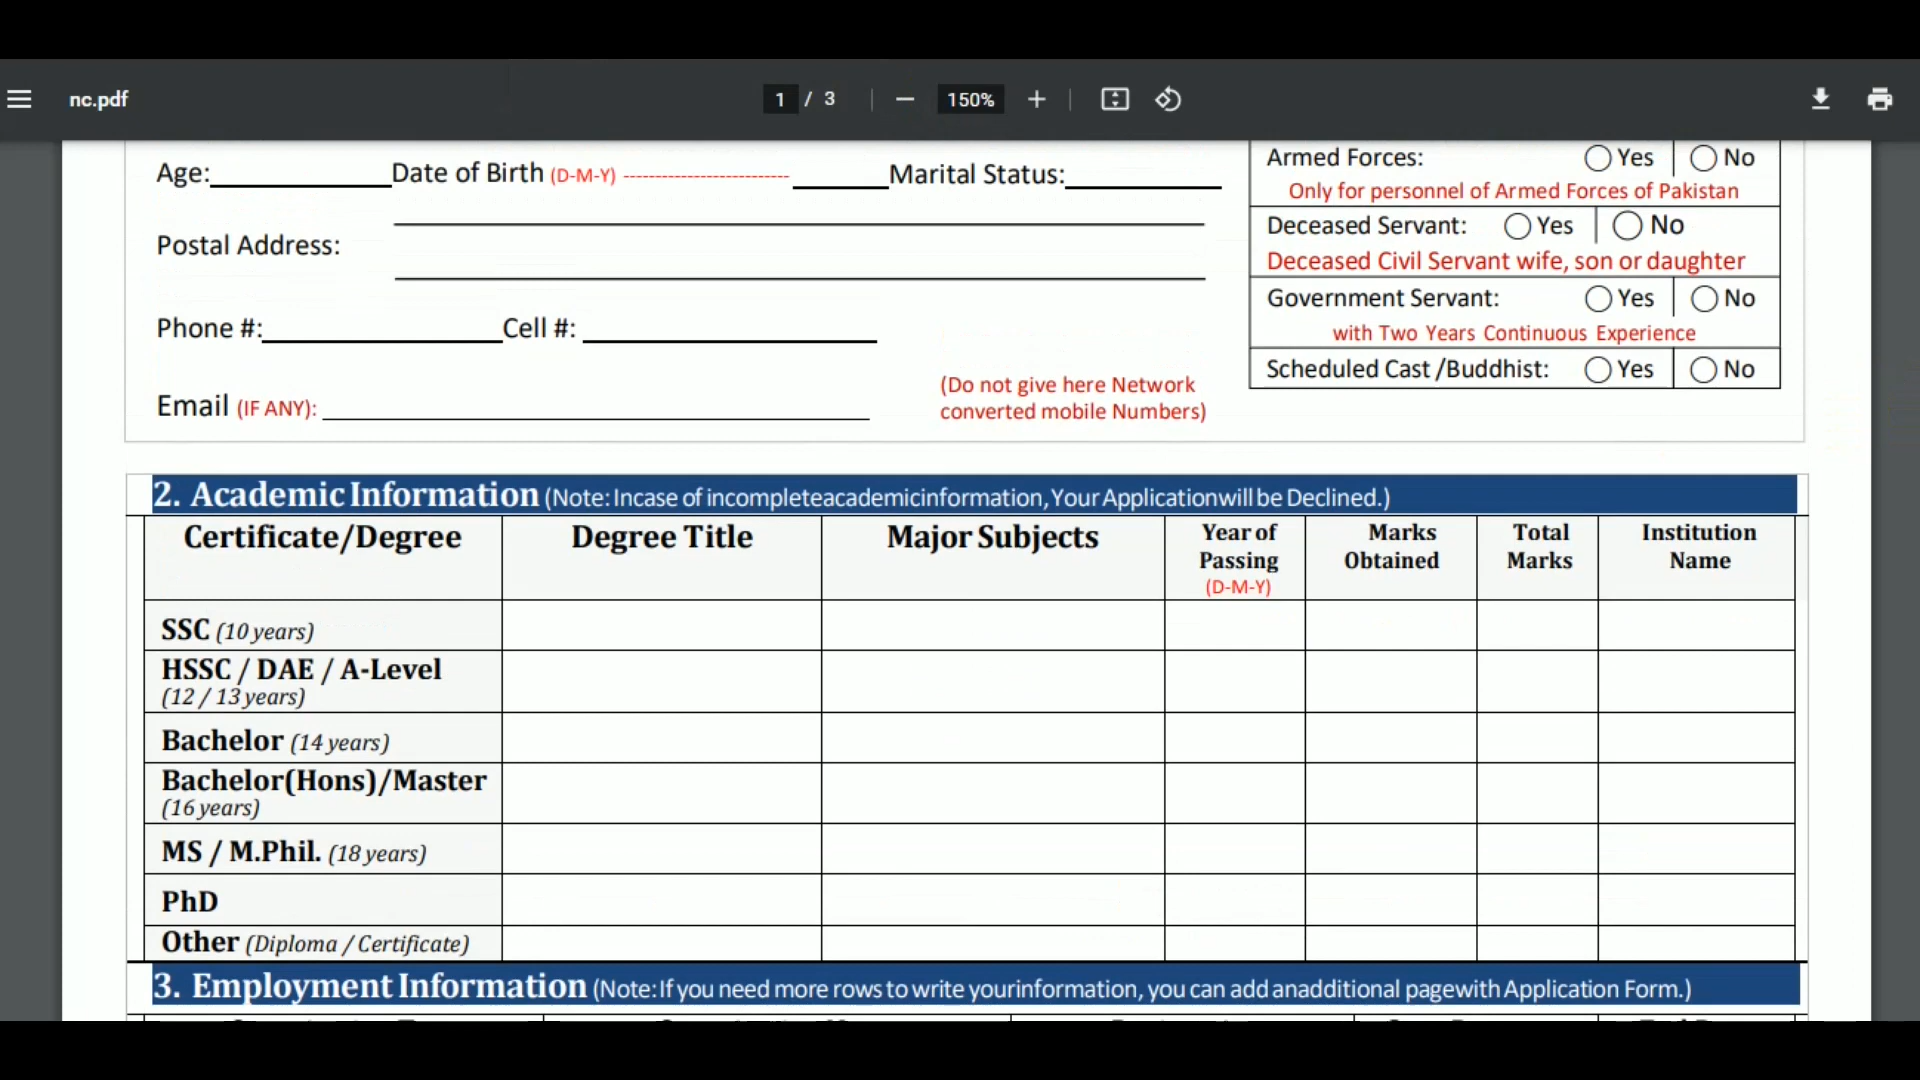 nc.pdf
1 / 3
150%
Age: Date of Birth (D-M-Y) -------------------------- Marital Status:
Postal Address:
Phone #: Cell #:
Email (IF ANY):
(Do not give here Network
converted mobile Numbers)
Armed Forces: Yes No
Only for personnel of Armed Forces of Pakistan
Deceased Servant: Yes No
Deceased Civil Servant wife, son or daughter
Government Servant: Yes No
with Two Years Continuous Experience
Scheduled Cast /Buddhist: Yes No
2. Academic Information (Note: Incase of incompleteacademicinformation, Your Applicationwill be Declined.)
Certificate/Degree
Degree Title
Major Subjects
Year of
Passing
(D-M-Y)
Marks
Obtained
Total
Marks
Institution
Name
SSC (10 years)
HSSC / DAE / A-Level
(12 / 13 years)
Bachelor (14 years)
Bachelor(Hons)/Master
(16 years)
MS / M.Phil. (18 years)
PhD
Other (Diploma / Certificate)
3. Employment Information (Note: If you need more rows to write yourinformation, you can add anadditional pagewith Application Form.)